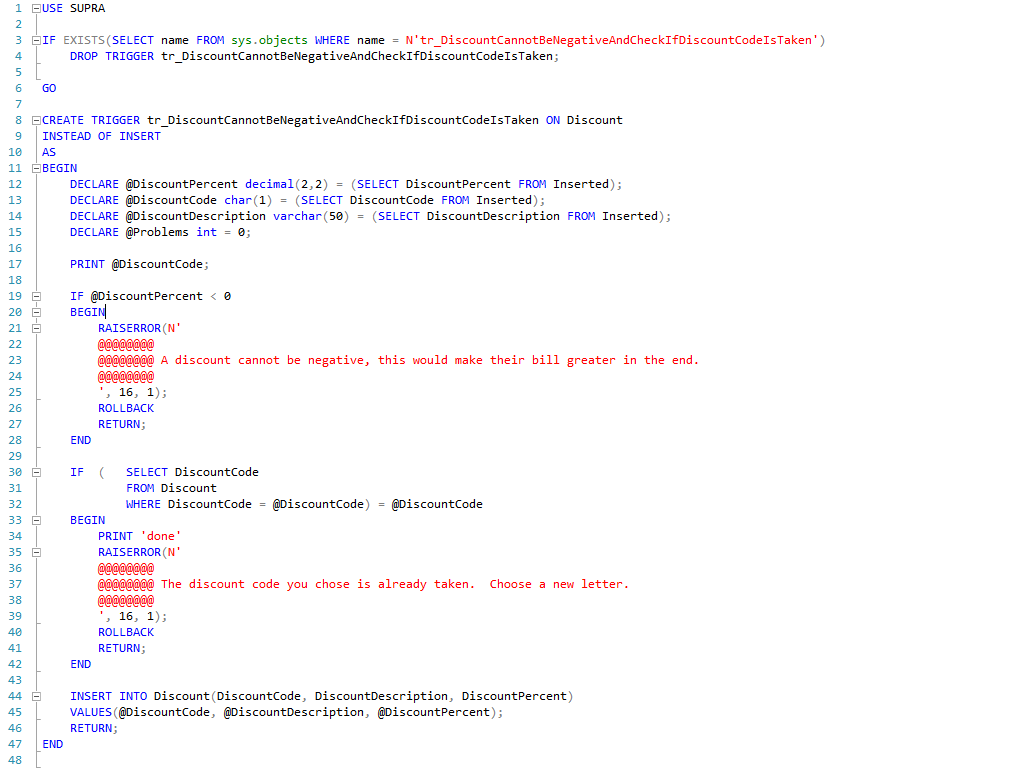 1 USE SUPRA
2
3 IF EXISTS(SELECT name FROM sys.objects WHERE name = N'tr_DiscountCannotBeNegativeAndCheckIfDiscountCodeIsTaken')
4 DROP TRIGGER tr_DiscountCannotBeNegativeAndCheckIfDiscountCodeIsTaken;
5
6 GO
7
8 CREATE TRIGGER tr_DiscountCannotBeNegativeAndCheckIfDiscountCodeIsTaken ON Discount
9 INSTEAD OF INSERT
10 AS
11 BEGIN
12 DECLARE @DiscountPercent decimal(2,2) = (SELECT DiscountPercent FROM Inserted);
13 DECLARE @DiscountCode char(1) = (SELECT DiscountCode FROM Inserted);
14 DECLARE @DiscountDescription varchar(50) = (SELECT DiscountDescription FROM Inserted);
15 DECLARE @Problems int = 0;
16
17 PRINT @DiscountCode;
18
19 IF @DiscountPercent < 0
20 BEGIN
21 RAISERROR(N'
22 @@@@@@@@
23 @@@@@@@@ A discount cannot be negative, this would make their bill greater in the end.
24 @@@@@@@@
25 ', 16, 1);
26 ROLLBACK
27 RETURN;
28 END
29
30 IF ( SELECT DiscountCode
31 FROM Discount
32 WHERE DiscountCode = @DiscountCode) = @DiscountCode
33 BEGIN
34 PRINT 'done'
35 RAISERROR(N'
36 @@@@@@@@
37 @@@@@@@@ The discount code you chose is already taken.  Choose a new letter.
38 @@@@@@@@
39 ', 16, 1);
40 ROLLBACK
41 RETURN;
42 END
43
44 INSERT INTO Discount(DiscountCode, DiscountDescription, DiscountPercent)
45 VALUES(@DiscountCode, @DiscountDescription, @DiscountPercent);
46 RETURN;
47 END
48